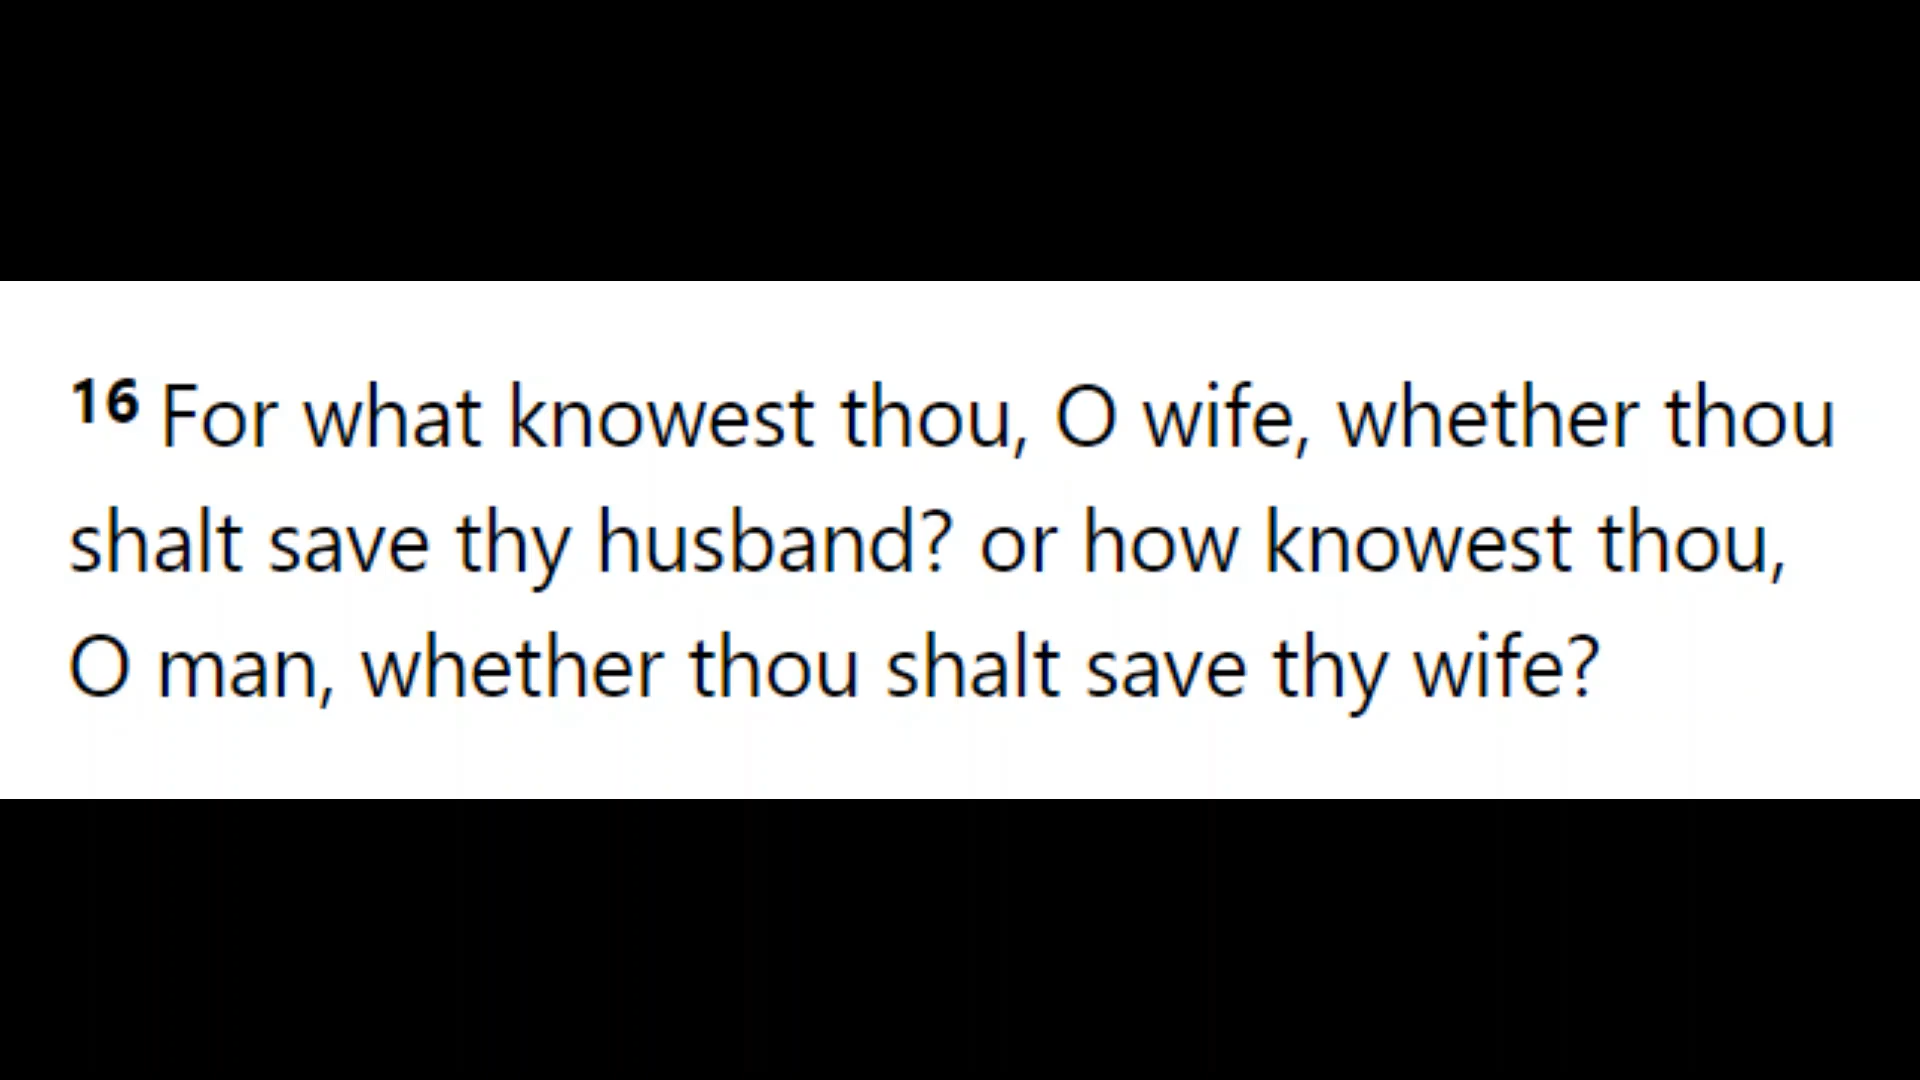 16 For what knowest thou, O wife, whether thou
shalt save thy husband? or how knowest thou,
O man, whether thou shalt save thy wife?